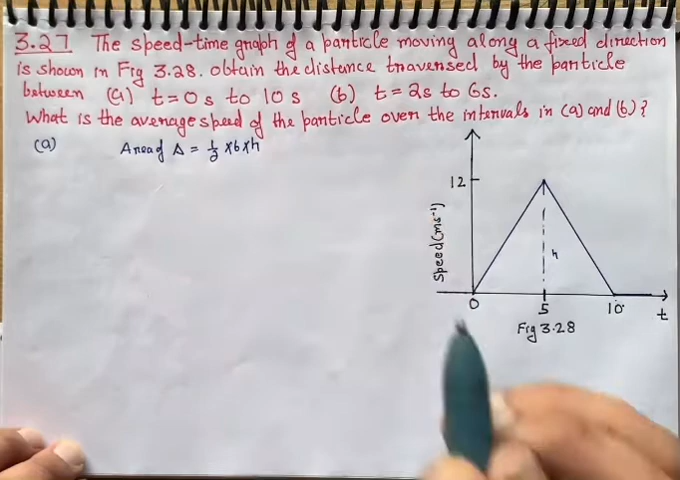 3.27 The speed-time graph of a particle moving along a fixed direction
is shown in Fig 3.28. obtain the distance traversed by the particle
between (a) t=0s to 10s (b) t=2s to 6s.
What is the average speed of the particle over the intervals in (a) and (b)?
(a) Area of Δ = 1/2 x b x h
12
Speed(ms⁻¹)
h
0 5 10 t
Fig 3.28